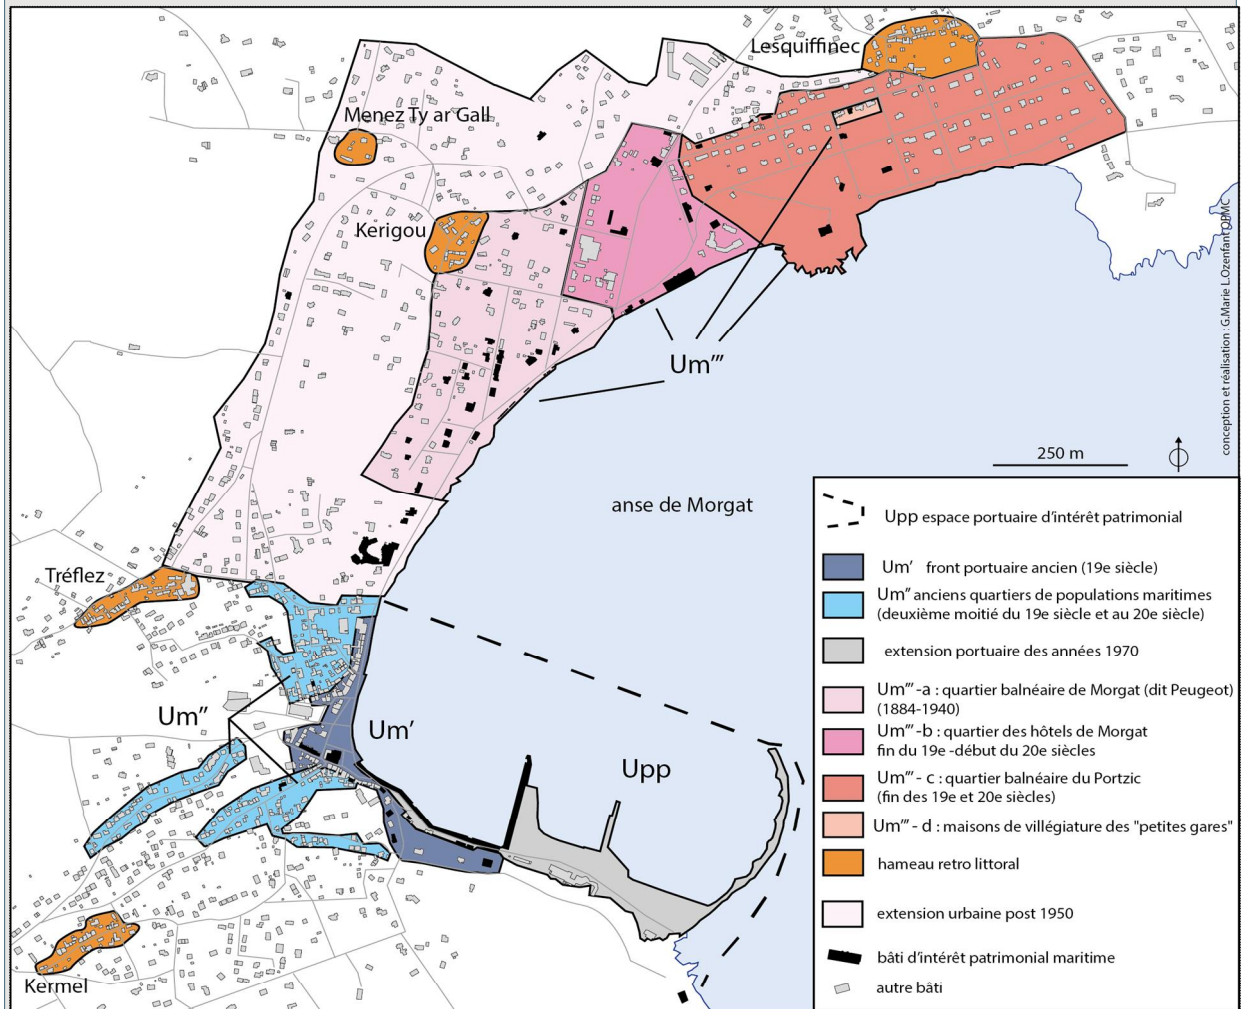 Lesquiffinec
Menez Ty ar Gall
Kerigou
Um'''
250 m
anse de Morgat
Tréflez
Um''
Um'
Upp
Kermel
conception et réalisation : G.Marie L.Ozenfant QBMC
Upp espace portuaire d'intérêt patrimonial
Um' front portuaire ancien (19e siècle)
Um'' anciens quartiers de populations maritimes
(deuxième moitié du 19e siècle et au 20e siècle)
extension portuaire des années 1970
Um'''-a : quartier balnéaire de Morgat (dit Peugeot)
(1884-1940)
Um'''-b : quartier des hôtels de Morgat
fin du 19e -début du 20e siècles
Um'''- c : quartier balnéaire du Portzic
(fin des 19e et 20e siècles)
Um'''- d : maisons de villégiature des "petites gares"
hameau retro littoral
extension urbaine post 1950
bâti d'intérêt patrimonial maritime
autre bâti